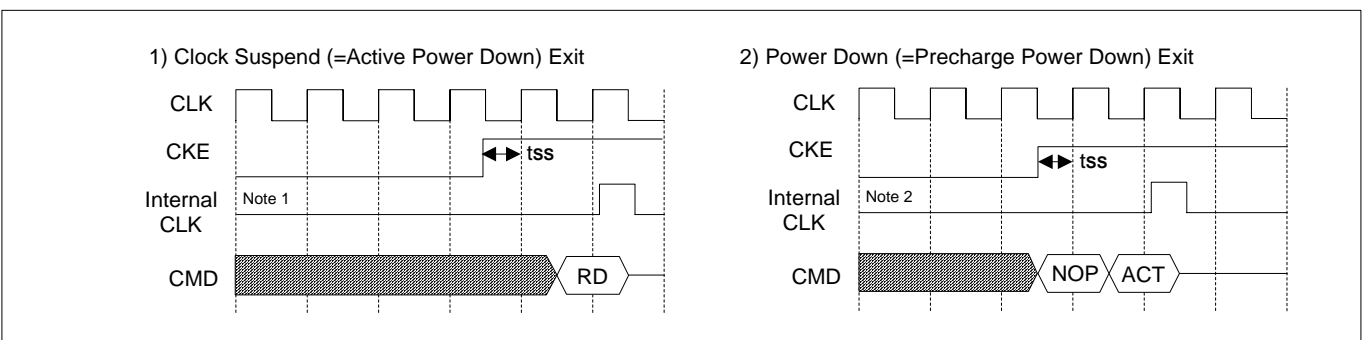 1) Clock Suspend (=Active Power Down) Exit
CLK
CKE
tss
Internal
CLK
Note 1
CMD
RD
2) Power Down (=Precharge Power Down) Exit
CLK
CKE
tss
Internal
CLK
Note 2
CMD
NOP
ACT